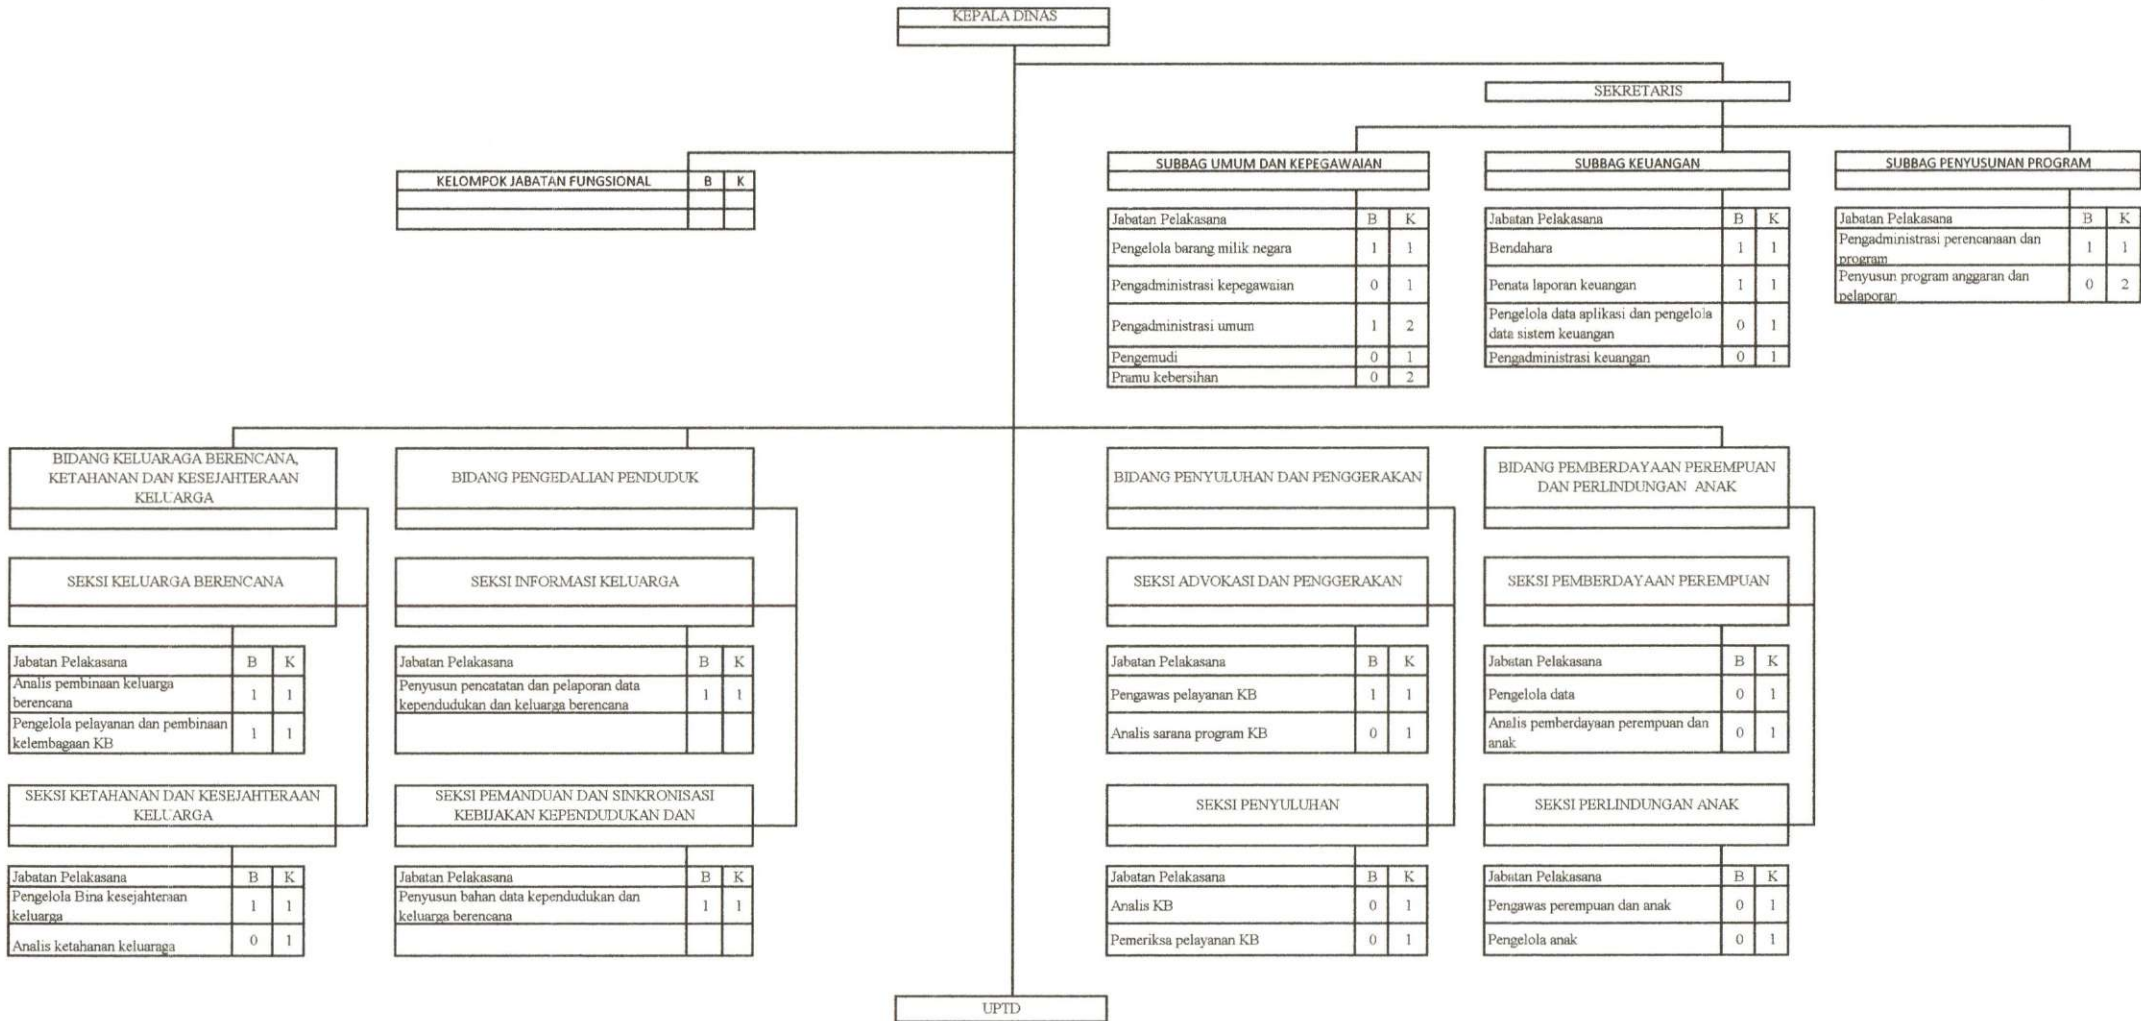 KEPALA DINAS
SEKRETARIS
KELOMPOK JABATAN FUNGSIONAL B K
SUBBAG UMUM DAN KEPEGAWAIAN
Jabatan Pelakasana B K
Pengelola barang milik negara 1 1
Pengadministrasi kepegawaian 0 1
Pengadministrasi umum 1 2
Pengemudi 0 1
Pramu kebersihan 0 2
SUBBAG KEUANGAN
Jabatan Pelakasana B K
Bendahara 1 1
Penata laporan keuangan 1 1
Pengelola data aplikasi dan pengelola
data sistem keuangan 0 1
Pengadministrasi keuangan 0 1
SUBBAG PENYUSUNAN PROGRAM
Jabatan Pelakasana B K
Pengadministrasi perencanaan dan
program 1 1
Penyusun program anggaran dan
pelaporan 0 2
BIDANG KELUARAGA BERENCANA,
KETAHANAN DAN KESEJAHTERAAN
KELUARGA
SEKSI KELUARGA BERENCANA
Jabatan Pelakasana B K
Analis pembinaan keluarga
berencana 1 1
Pengelola pelayanan dan pembinaan
kelembagaan KB 1 1
SEKSI KETAHANAN DAN KESEJAHTERAAN
KELUARGA
Jabatan Pelakasana B K
Pengelola Bina kesejahteraan
keluarga 1 1
Analis ketahanan keluaraga 0 1
BIDANG PENGEDALIAN PENDUDUK
SEKSI INFORMASI KELUARGA
Jabatan Pelakasana B K
Penyusun pencatatan dan pelaporan data
kependudukan dan keluarga berencana 1 1
SEKSI PEMANDUAN DAN SINKRONISASI
KEBIJAKAN KEPENDUDUKAN DAN
Jabatan Pelakasana B K
Penyusun bahan data kependudukan dan
keluarga berencana 1 1
BIDANG PENYULUHAN DAN PENGGERAKAN
SEKSI ADVOKASI DAN PENGGERAKAN
Jabatan Pelakasana B K
Pengawas pelayanan KB 1 1
Analis sarana program KB 0 1
SEKSI PENYULUHAN
Jabatan Pelakasana B K
Analis KB 0 1
Pemeriksa pelayanan KB 0 1
BIDANG PEMBERDAYAAN PEREMPUAN
DAN PERLINDUNGAN ANAK
SEKSI PEMBERDAYAAN PEREMPUAN
Jabatan Pelakasana B K
Pengelola data 0 1
Analis pemberdayaan perempuan dan
anak 0 1
SEKSI PERLINDUNGAN ANAK
Jabatan Pelakasana B K
Pengawas perempuan dan anak 0 1
Pengelola anak 0 1
UPTD